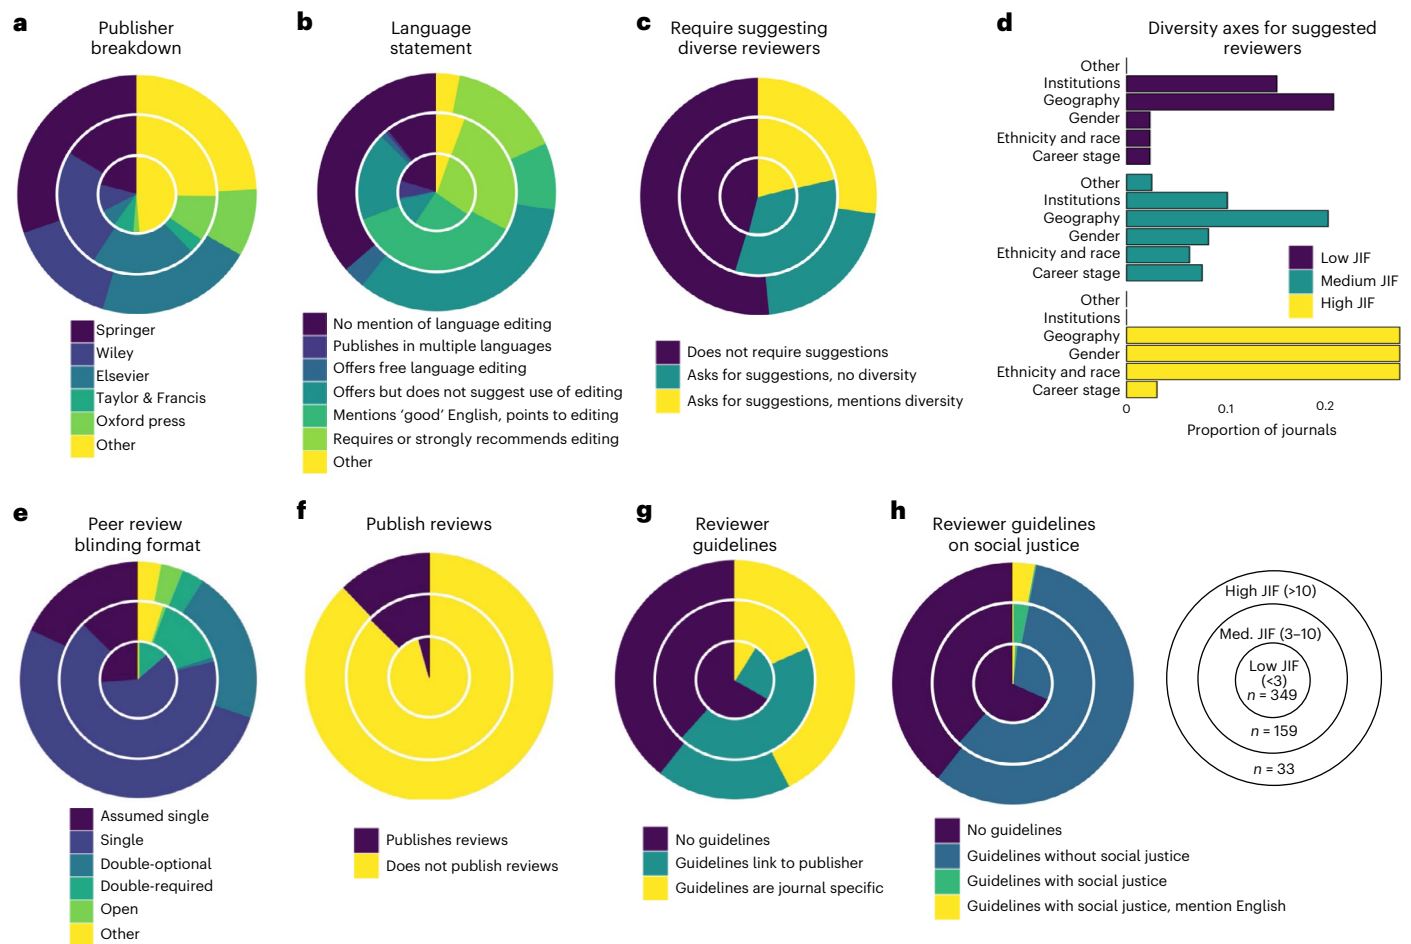 a
Publisher
breakdown
Springer
Wiley
Elsevier
Taylor & Francis
Oxford press
Other
b
Language
statement
No mention of language editing
Publishes in multiple languages
Offers free language editing
Offers but does not suggest use of editing
Mentions ‘good’ English, points to editing
Requires or strongly recommends editing
Other
c
Require suggesting
diverse reviewers
Does not require suggestions
Asks for suggestions, no diversity
Asks for suggestions, mentions diversity
d
Diversity axes for suggested
reviewers
Other
Institutions
Geography
Gender
Ethnicity and race
Career stage
Other
Institutions
Geography
Gender
Ethnicity and race
Career stage
Other
Institutions
Geography
Gender
Ethnicity and race
Career stage
Low JIF
Medium JIF
High JIF
0
0.1
0.2
Proportion of journals
e
Peer review
blinding format
Assumed single
Single
Double-optional
Double-required
Open
Other
f
Publish reviews
Publishes reviews
Does not publish reviews
g
Reviewer
guidelines
No guidelines
Guidelines link to publisher
Guidelines are journal specific
h
Reviewer guidelines
on social justice
No guidelines
Guidelines without social justice
Guidelines with social justice
Guidelines with social justice, mention English
High JIF (>10)
Med. JIF (3–10)
Low JIF
(<3)
n = 349
n = 159
n = 33